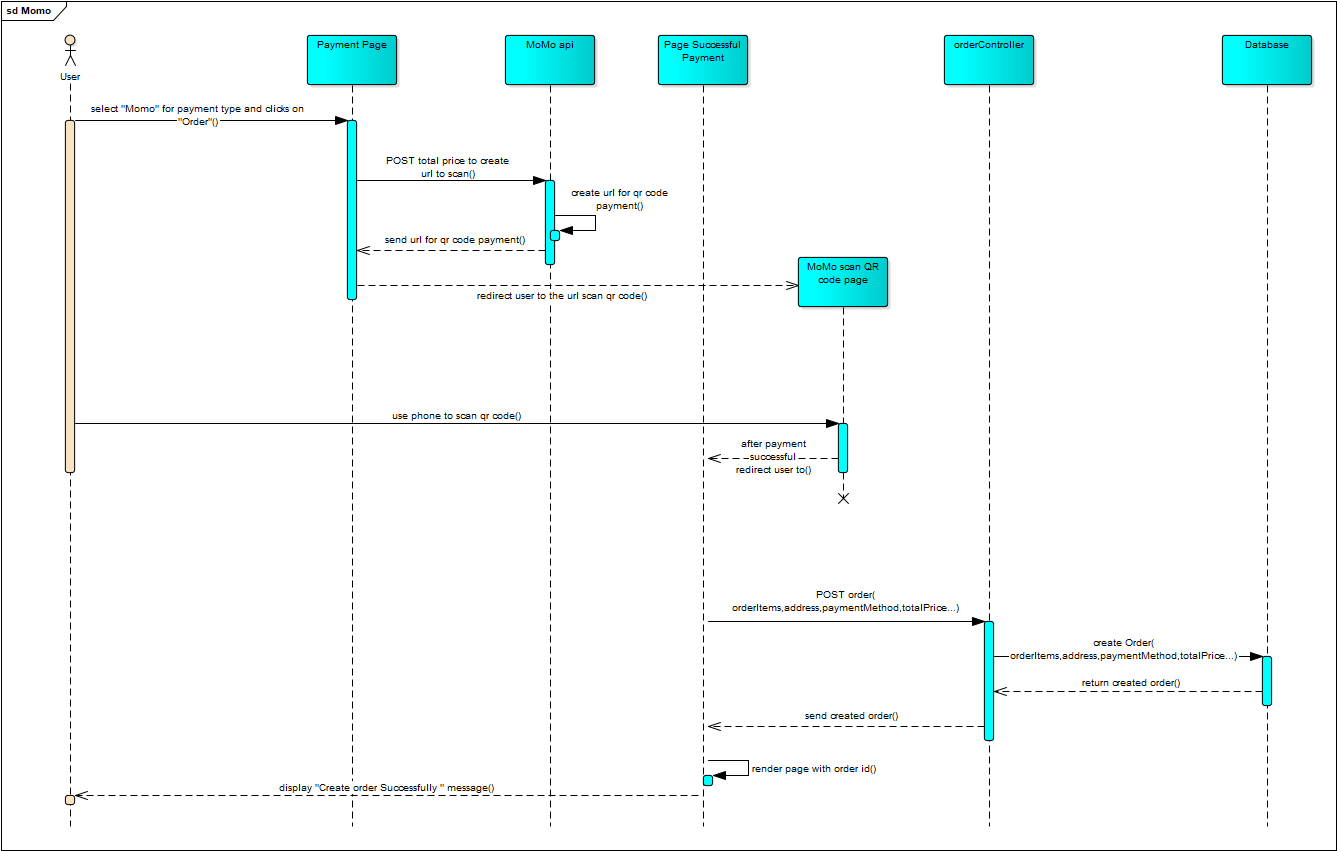 sd Momo
User
Payment Page
MoMo api
Page Successful
Payment
orderController
Database
select "Momo" for payment type and clicks on
"Order"()
POST total price to create
url to scan()
create url for qr code
payment()
send url for qr code payment()
MoMo scan QR
code page
redirect user to the url scan qr code()
use phone to scan qr code()
after payment
successful
redirect user to()
POST order(
orderItems,address,paymentMethod,totalPrice...)
create Order(
orderItems,address,paymentMethod,totalPrice...)
return created order()
send created order()
render page with order id()
display "Create order Successfully " message()